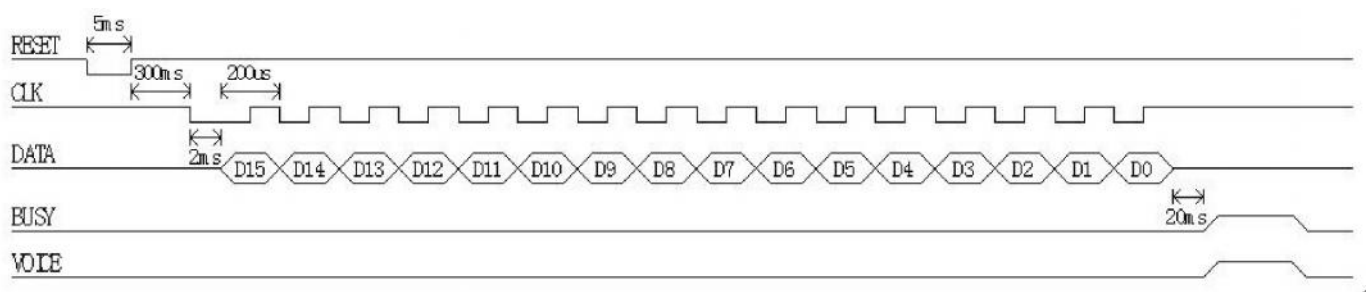 5ms
RESET
300ms 200us
CLK
DATA 2ms D15 D14 D13 D12 D11 D10 D9 D8 D7 D6 D5 D4 D3 D2 D1 D0
BUSY 20ms
VOICE